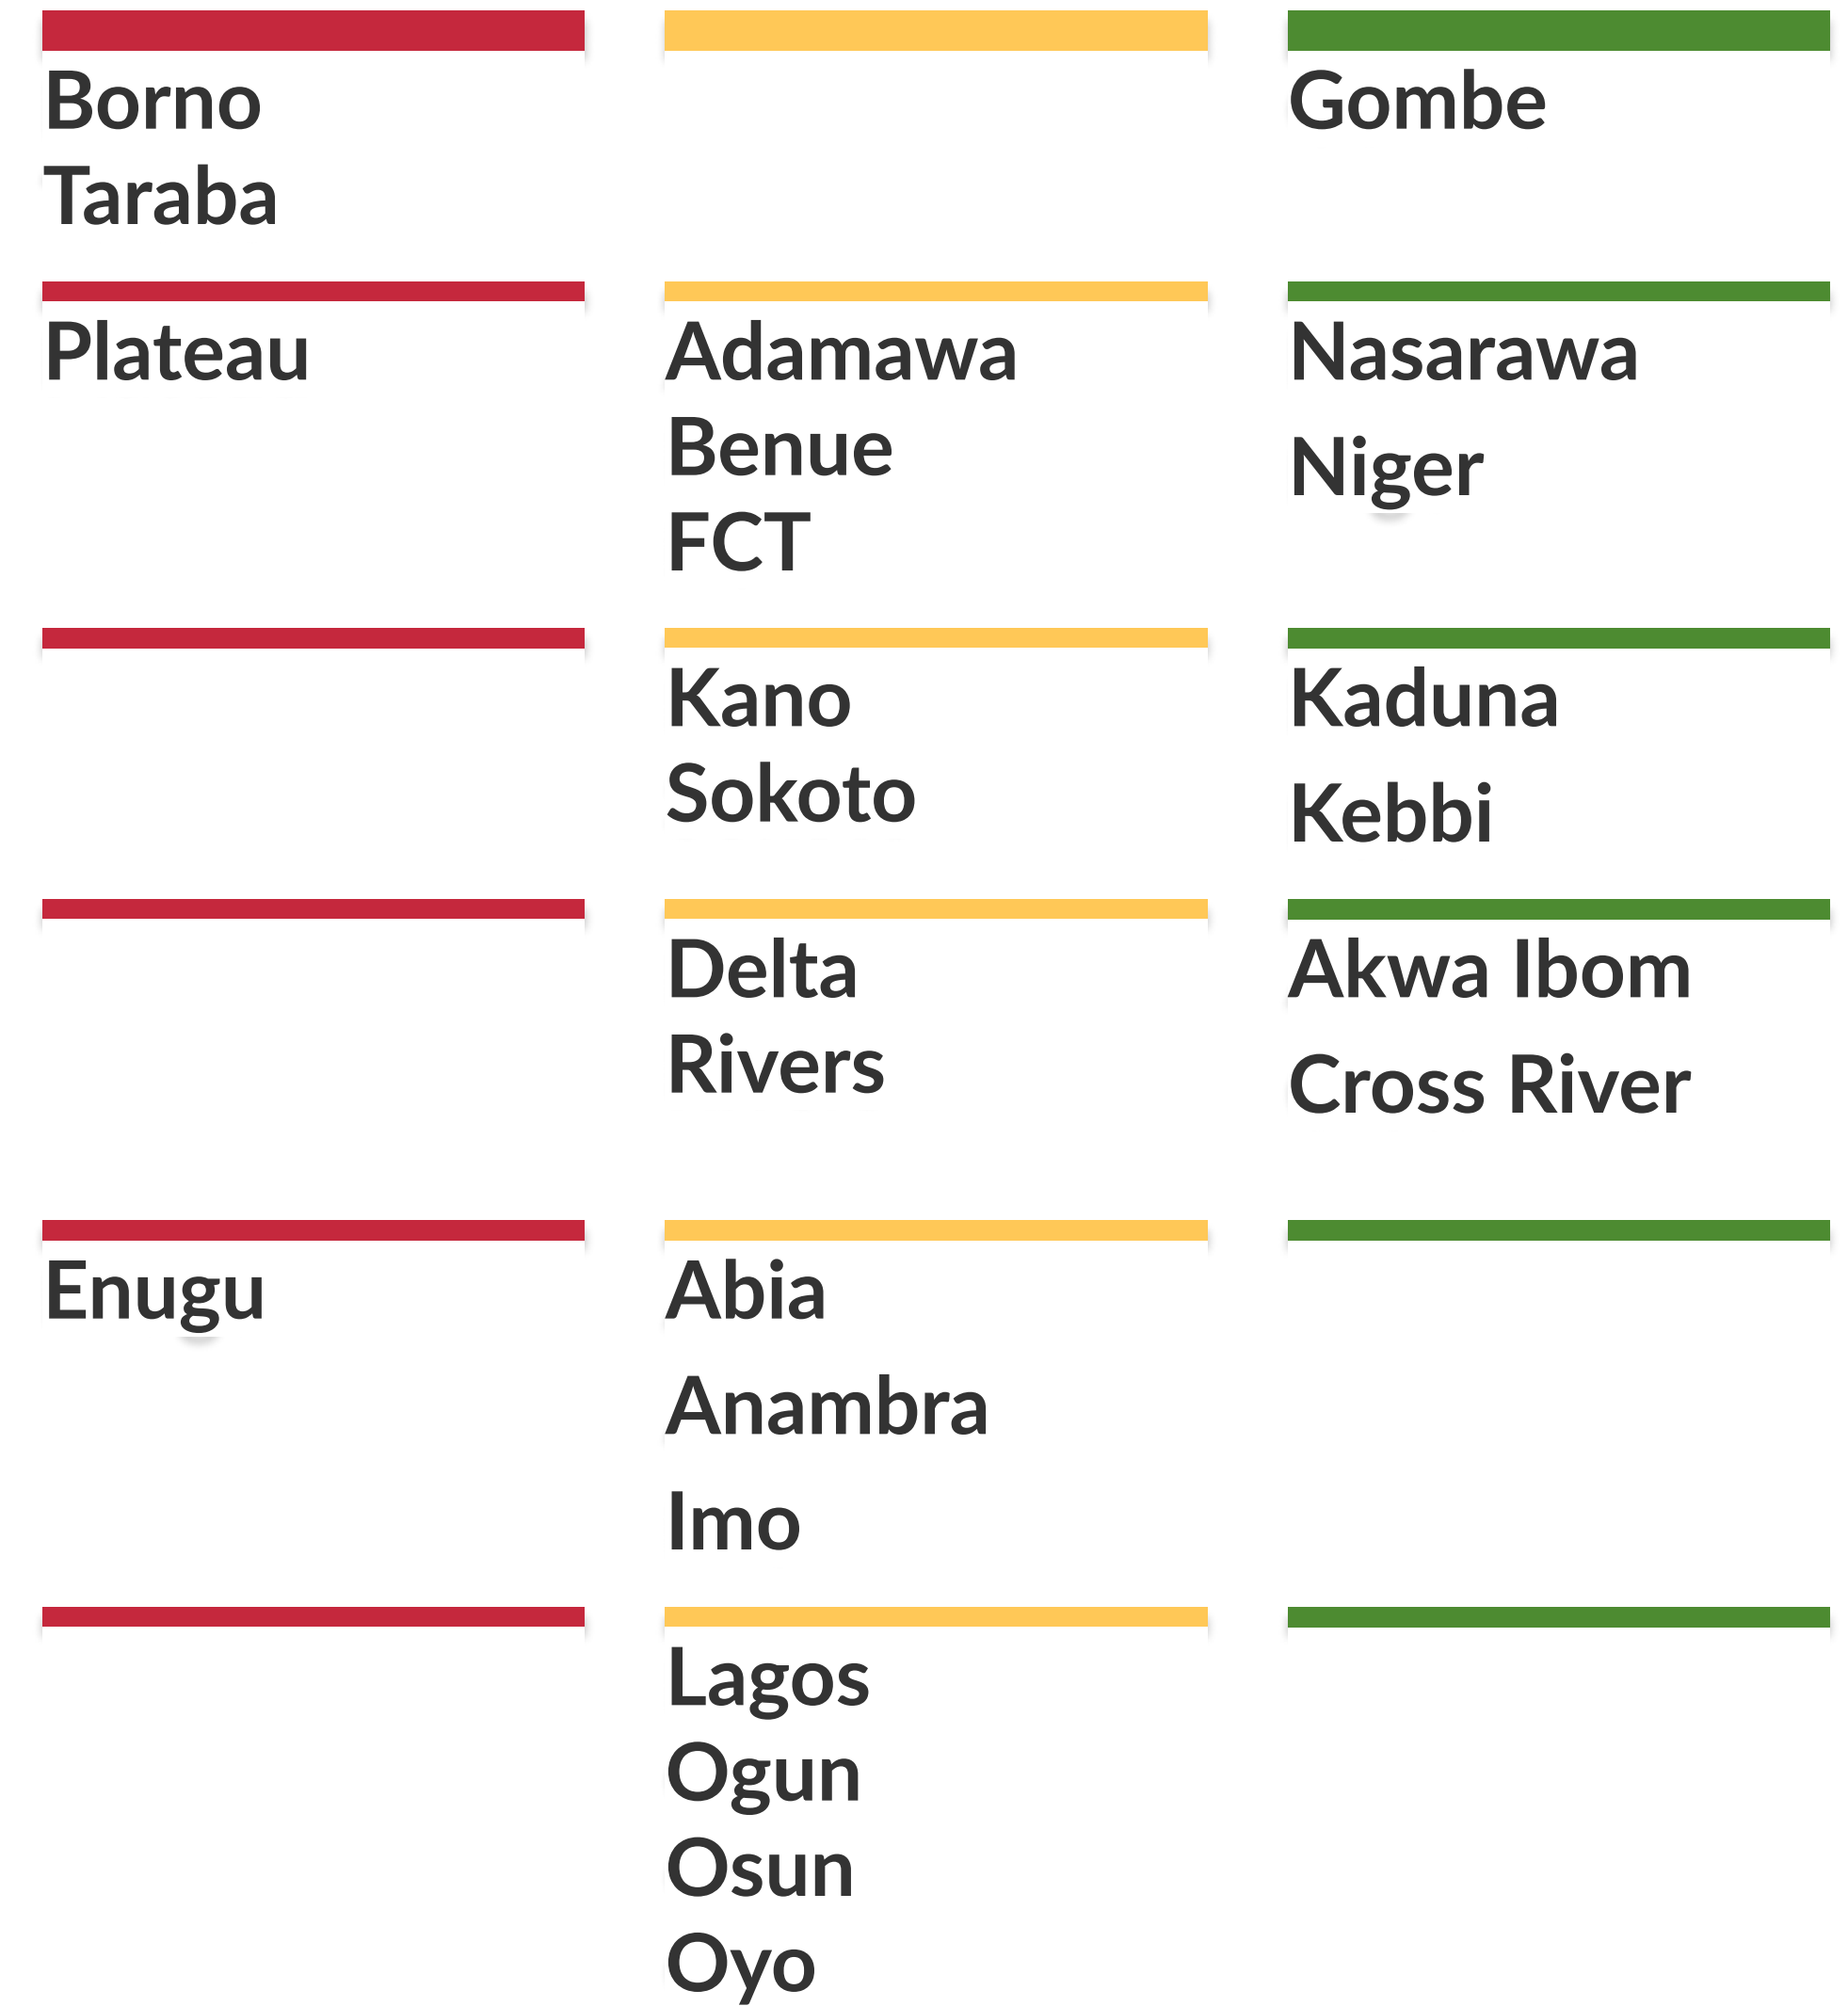 Borno
Taraba
Gombe
Plateau
Adamawa
Benue
FCT
Nasarawa
Niger
Kano
Sokoto
Kaduna
Kebbi
Delta
Rivers
Akwa Ibom
Cross River
Enugu
Abia
Anambra
Imo
Lagos
Ogun
Osun
Oyo